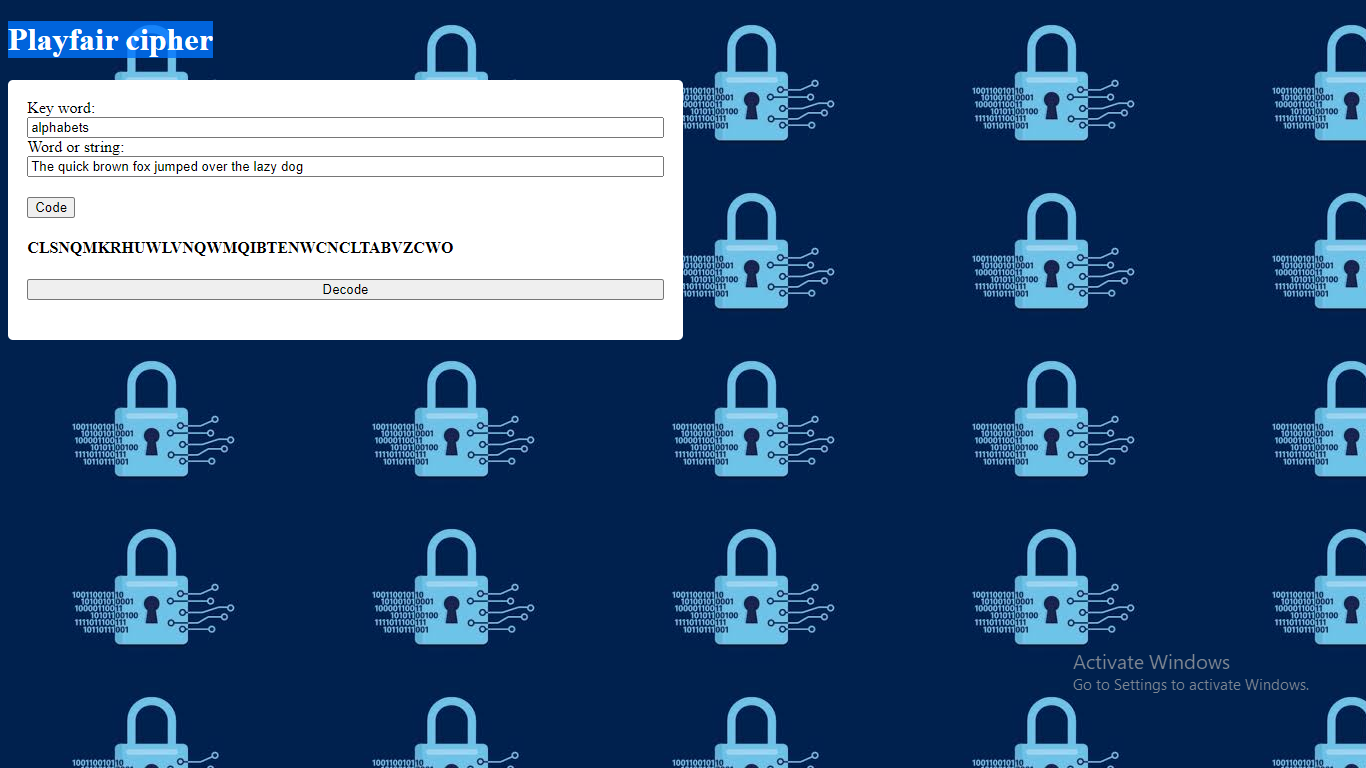 Playfair cipher
Key word:
alphabets
Word or string:
The quick brown fox jumped over the lazy dog
Code
CLSNQMKRHUWLVNQWMQIBTENWCNCLTABVZCWO
Decode
Activate Windows
Go to Settings to activate Windows.